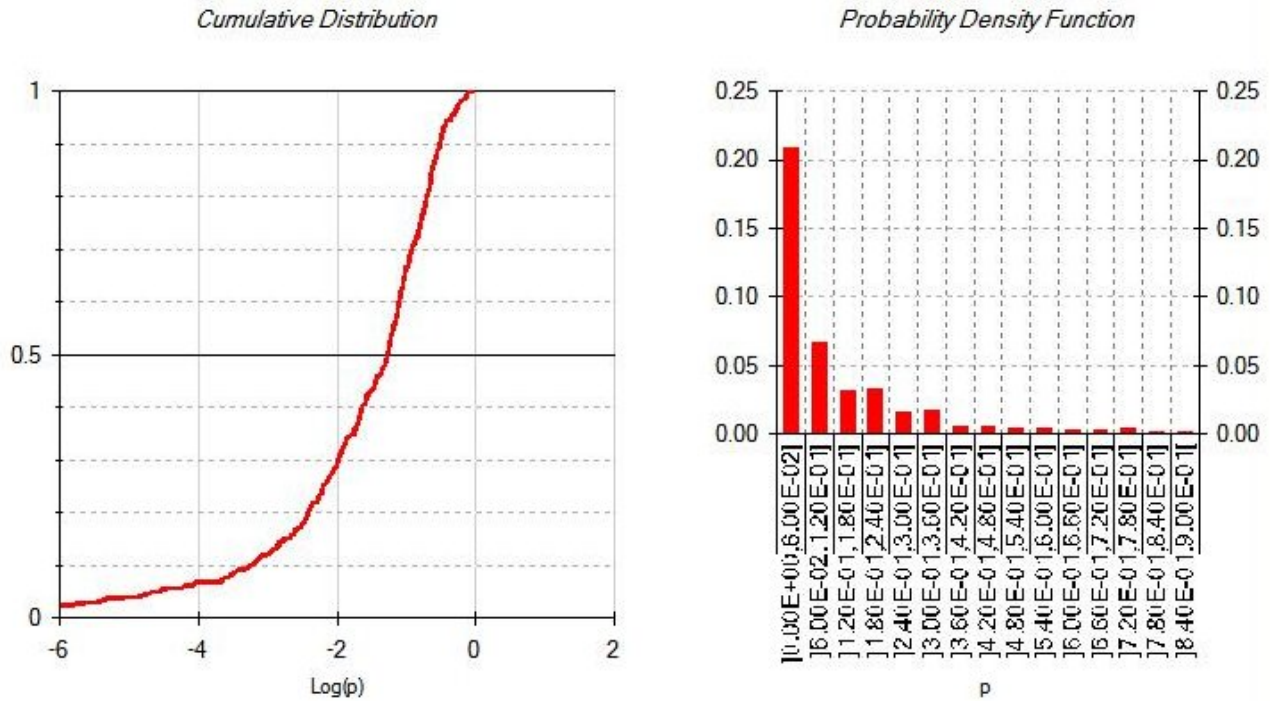 Cumulative Distribution
1
0.5
0
-6
-4
-2
0
2
Log(p)
Probability Density Function
0.25
0.20
0.15
0.10
0.05
0.00
0.25
0.20
0.15
0.10
0.05
0.00
]0.00E+00,6.00E-02]
]6.00E-02,1.20E-01]
]1.20E-01,1.80E-01]
]1.80E-01,2.40E-01]
]2.40E-01,3.00E-01]
]3.00E-01,3.60E-01]
]3.60E-01,4.20E-01]
]4.20E-01,4.80E-01]
]4.80E-01,5.40E-01]
]5.40E-01,6.00E-01]
]6.00E-01,6.60E-01]
]6.60E-01,7.20E-01]
]7.20E-01,7.80E-01]
]7.80E-01,8.40E-01]
]8.40E-01,9.00E-01[
p